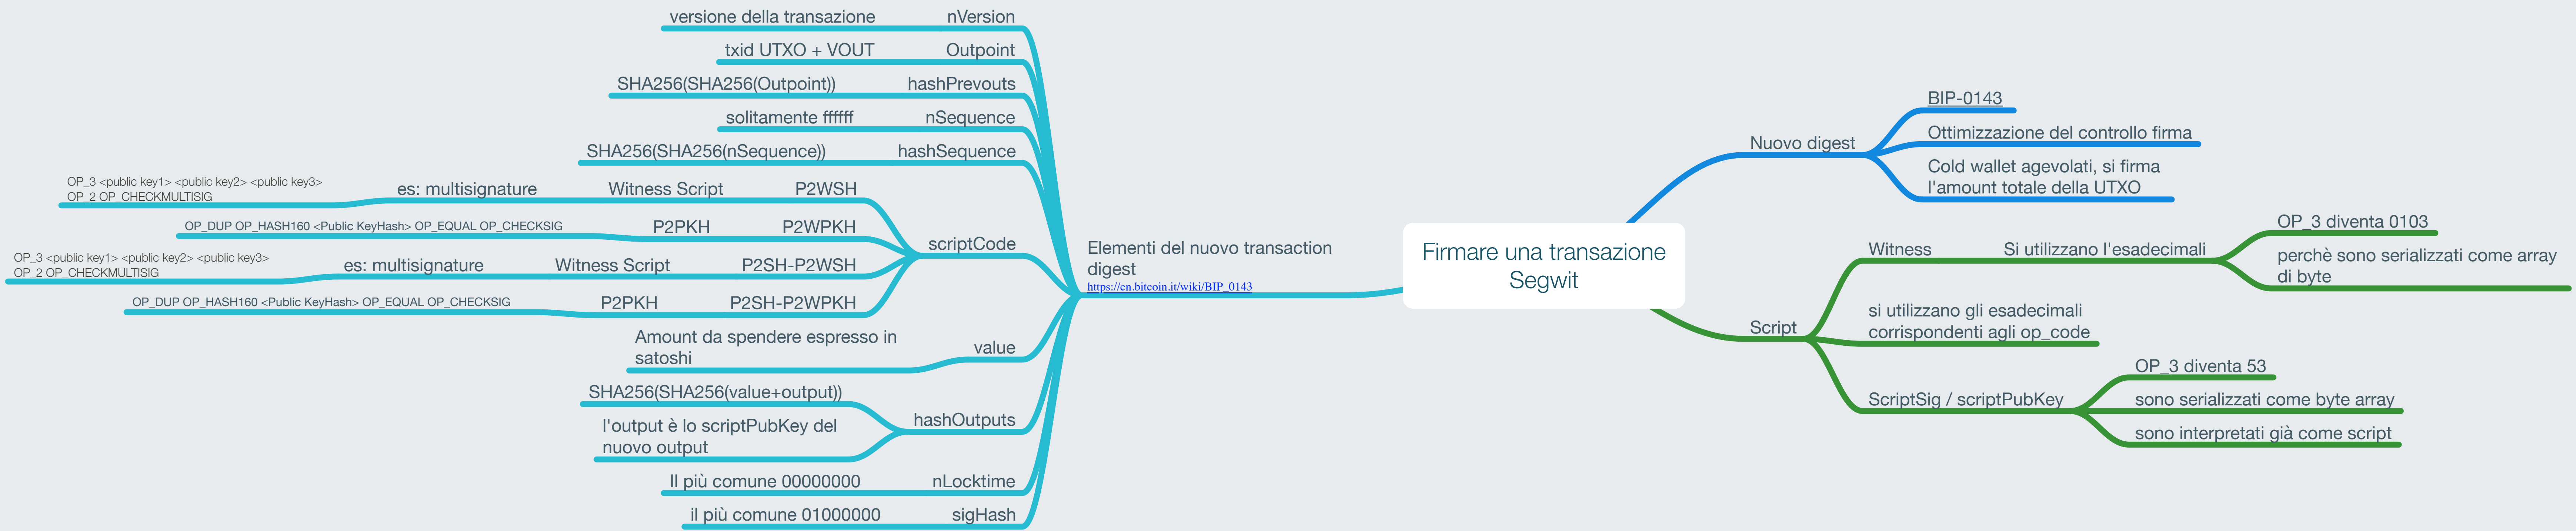 Firmare una transazione
Segwit
Nuovo digest
BIP-0143
Ottimizzazione del controllo firma
Cold wallet agevolati, si firma
l'amount totale della UTXO
Script
Witness
Si utilizzano l'esadecimali
OP_3 diventa 0103
perchè sono serializzati come array
di byte
si utilizzano gli esadecimali
corrispondenti agli op_code
ScriptSig / scriptPubKey
OP_3 diventa 53
sono serializzati come byte array
sono interpretati già come script
Elementi del nuovo transaction
digest
https://en.bitcoin.it/wiki/BIP_0143
versione della transazione nVersion
txid UTXO + VOUT Outpoint
SHA256(SHA256(Outpoint)) hashPrevouts
solitamente ffffff nSequence
SHA256(SHA256(nSequence)) hashSequence
scriptCode
OP_3 <public key1> <public key2> <public key3>
OP_2 OP_CHECKMULTISIG
es: multisignature Witness Script P2WSH
OP_DUP OP_HASH160 <Public KeyHash> OP_EQUAL OP_CHECKSIG P2PKH P2WPKH
OP_3 <public key1> <public key2> <public key3>
OP_2 OP_CHECKMULTISIG
es: multisignature Witness Script P2SH-P2WSH
OP_DUP OP_HASH160 <Public KeyHash> OP_EQUAL OP_CHECKSIG P2PKH P2SH-P2WPKH
Amount da spendere espresso in
satoshi
value
SHA256(SHA256(value+output))
l'output è lo scriptPubKey del
nuovo output
hashOutputs
Il più comune 00000000 nLocktime
il più comune 01000000 sigHash